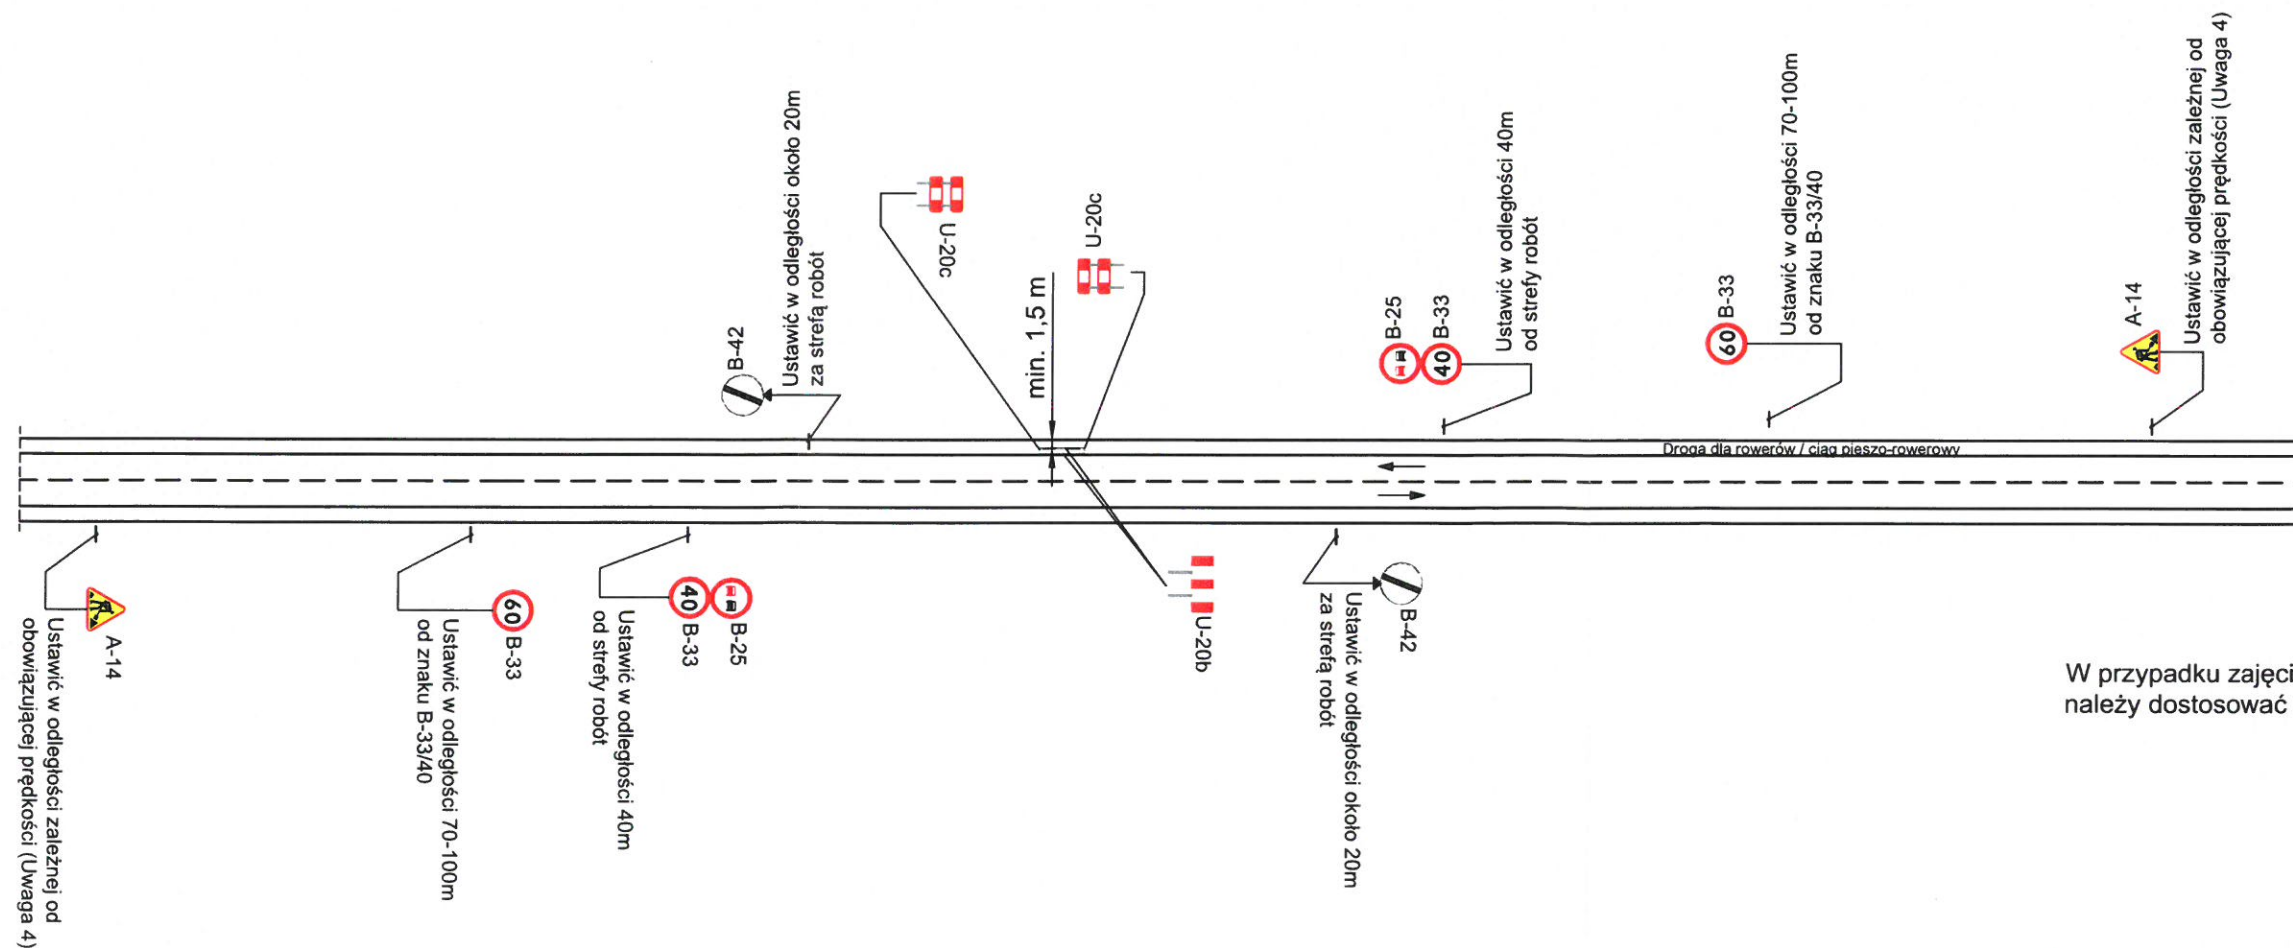 Ustawić w odległości około 20m
za strefą robót
B-42
U-20c
U-20c
min. 1,5 m
B-25
40 B-33
Ustawić w odległości 40m
od strefy robót
60 B-33
Ustawić w odległości 70-100m
od znaku B-33/40
A-14
Ustawić w odległości zależnej od
obowiązującej prędkości (Uwaga 4)
Droga dla rowerów / ciąg pieszo-rowerowy
A-14
Ustawić w odległości zależnej od
obowiązującej prędkości (Uwaga 4)
60 B-33
Ustawić w odległości 70-100m
od znaku B-33/40
B-25
40 B-33
Ustawić w odległości 40m
od strefy robót
U-20b
B-42
Ustawić w odległości około 20m
za strefą robót
W przypadku zajęci
należy dostosować